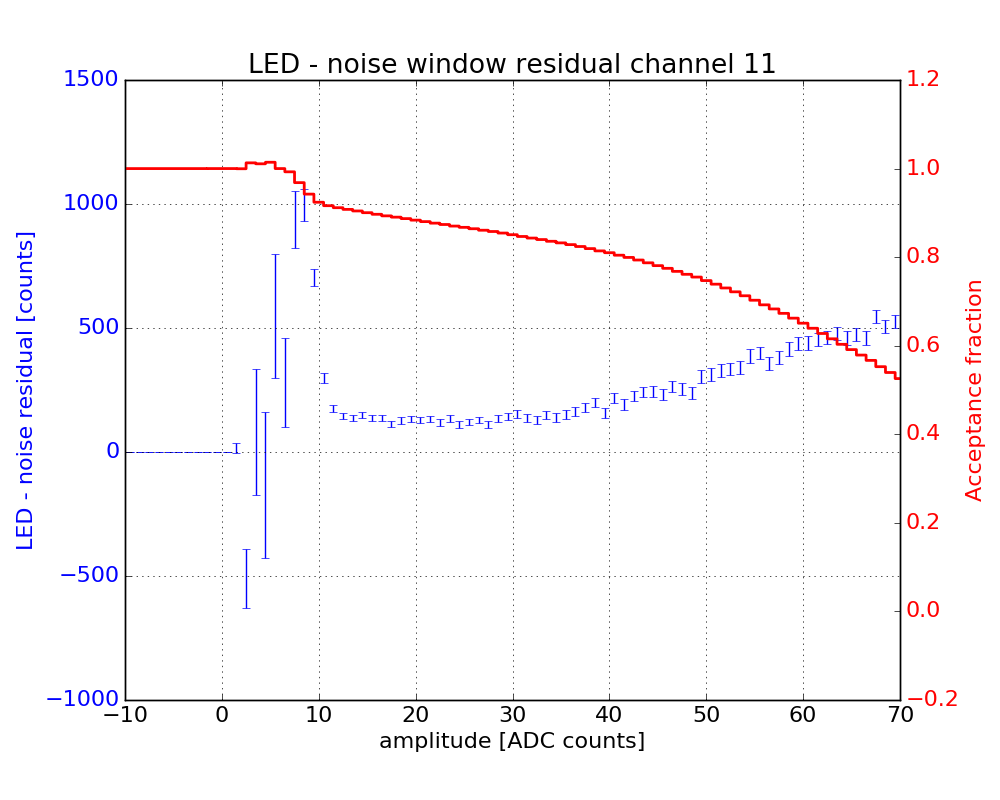 LED - noise window residual channel 11
LED - noise residual [counts]
1500
1000
500
0
−500
−1000
1.2
1.0
0.8
0.6
0.4
0.2
0.0
−0.2
Acceptance fraction
−10 0 10 20 30 40 50 60 70
amplitude [ADC counts]